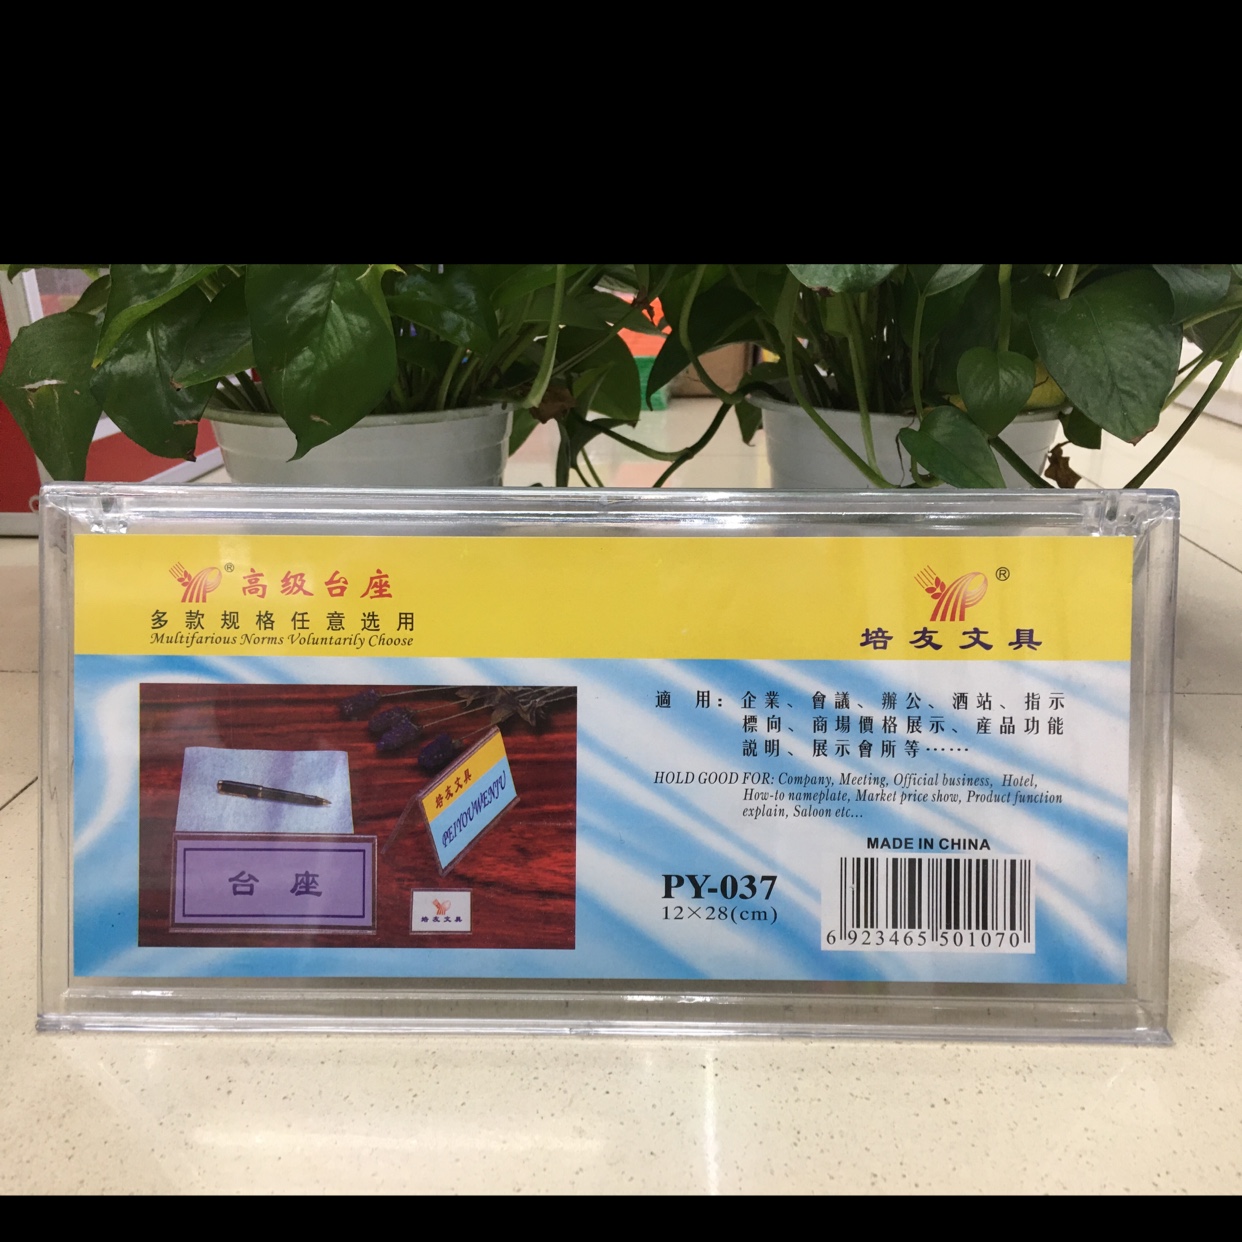 ® 高级台座
多款规格任意选用
Multifarious Norms Voluntarily Choose
®
培友文具
培友文具
PEIYOUWENJU
台座
培友文具
適 用: 企業、會議、辦公、酒站、指示
標向、商場價格展示、産品功能
説明、展示會所等……
HOLD GOOD FOR: Company, Meeting, Official business, Hotel,
How-to nameplate, Market price show, Product function
explain, Saloon etc...
MADE IN CHINA
PY-037
12×28(cm)
6 923465 501070